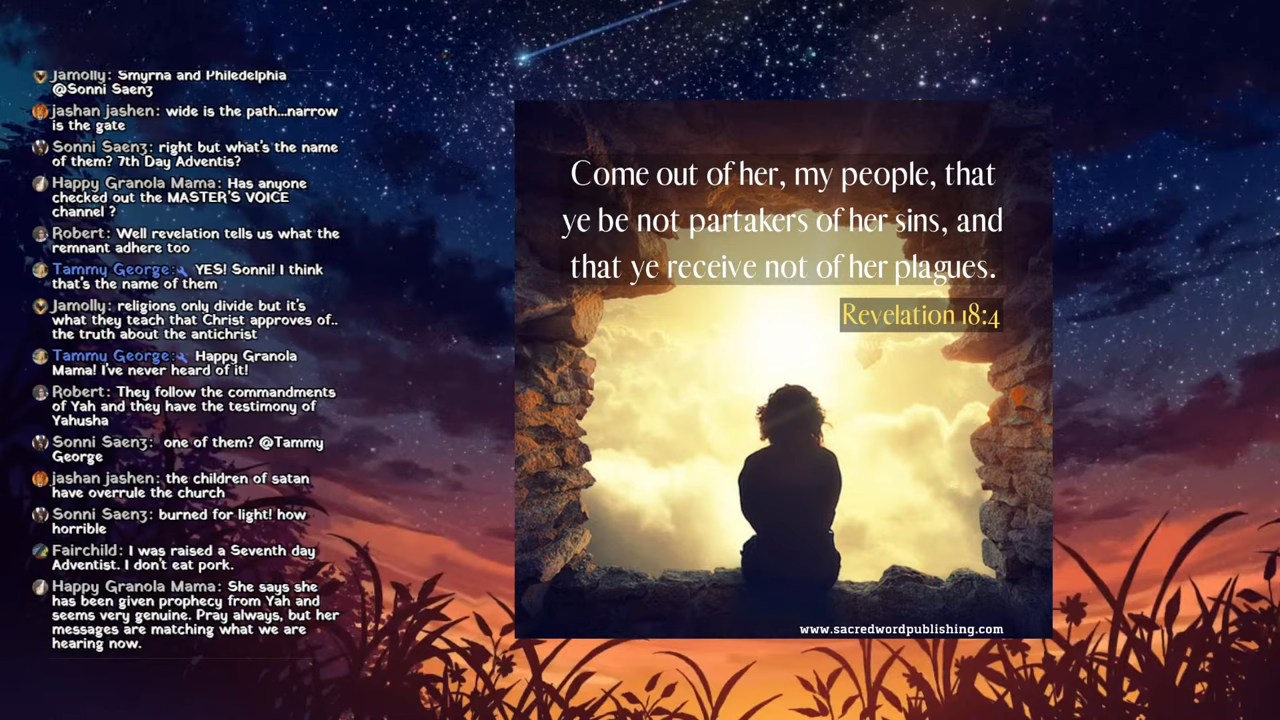 Jamolly: Smyrna and Philedelphia
@Sonni Saenz
jashan jashen: wide is the path...narrow
is the gate
Sonni Saenz: right but what's the name
of them? 7th Day Adventis?
Happy Granola Mama: Has anyone
checked out the MASTER'S VOICE
channel ?
Robert: Well revelation tells us what the
remnant adhere too
Tammy George: YES! Sonni! I think
that's the name of them
Jamolly: religions only divide but it's
what they teach that Christ approves of..
the truth about the antichrist
Tammy George: Happy Granola
Mama! I've never heard of it!
Robert: They follow the commandments
of Yah and they have the testimony of
Yahusha
Sonni Saenz: one of them? @Tammy
George
jashan jashen: the children of satan
have overrule the church
Sonni Saenz: burned for light! how
horrible
Fairchild: I was raised a Seventh day
Adventist. I don't eat pork.
Happy Granola Mama: She says she
has been given prophecy from Yah and
seems very genuine. Pray always, but her
messages are matching what we are
hearing now.
Come out of her, my people, that
ye be not partakers of her sins, and
that ye receive not of her plagues.
Revelation 18:4
www.sacredwordpublishing.com